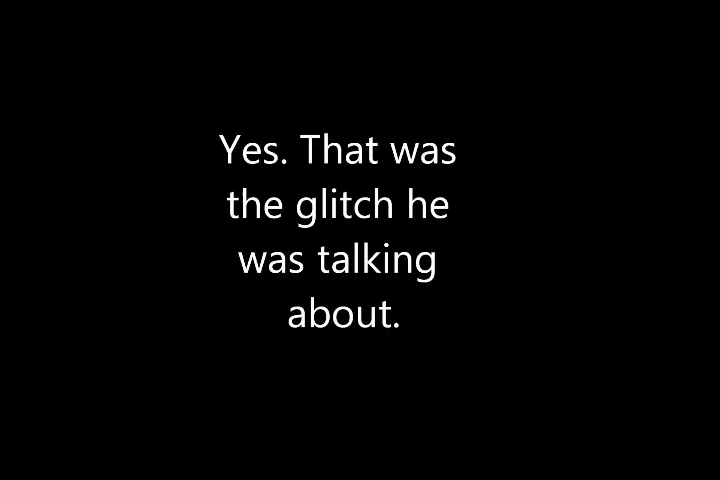 Yes. That was
the glitch he
was talking
about.